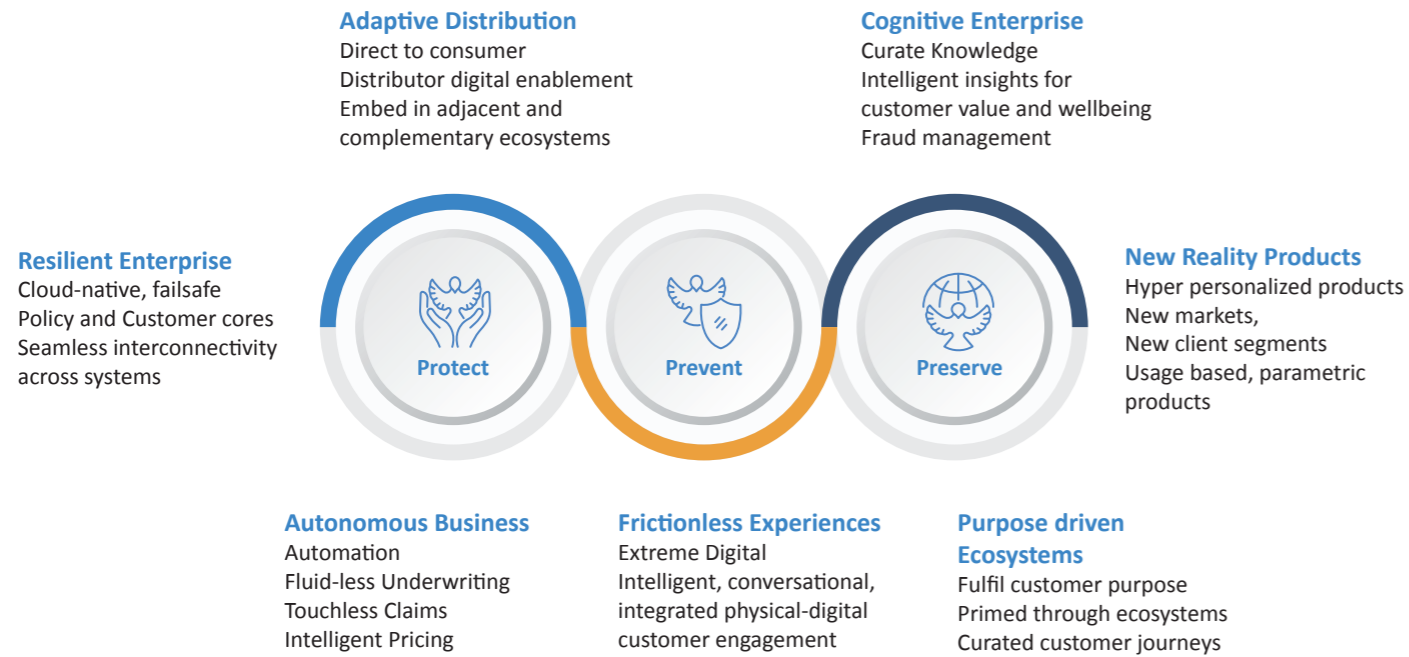 Adaptive Distribution
Direct to consumer
Distributor digital enablement
Embed in adjacent and
complementary ecosystems
Cognitive Enterprise
Curate Knowledge
Intelligent insights for
customer value and wellbeing
Fraud management
Resilient Enterprise
Cloud-native, failsafe
Policy and Customer cores
Seamless interconnectivity
across systems
Protect
Prevent
Preserve
New Reality Products
Hyper personalized products
New markets,
New client segments
Usage based, parametric
products
Autonomous Business
Automation
Fluid-less Underwriting
Touchless Claims
Intelligent Pricing
Frictionless Experiences
Extreme Digital
Intelligent, conversational,
integrated physical-digital
customer engagement
Purpose driven
Ecosystems
Fulfil customer purpose
Primed through ecosystems
Curated customer journeys